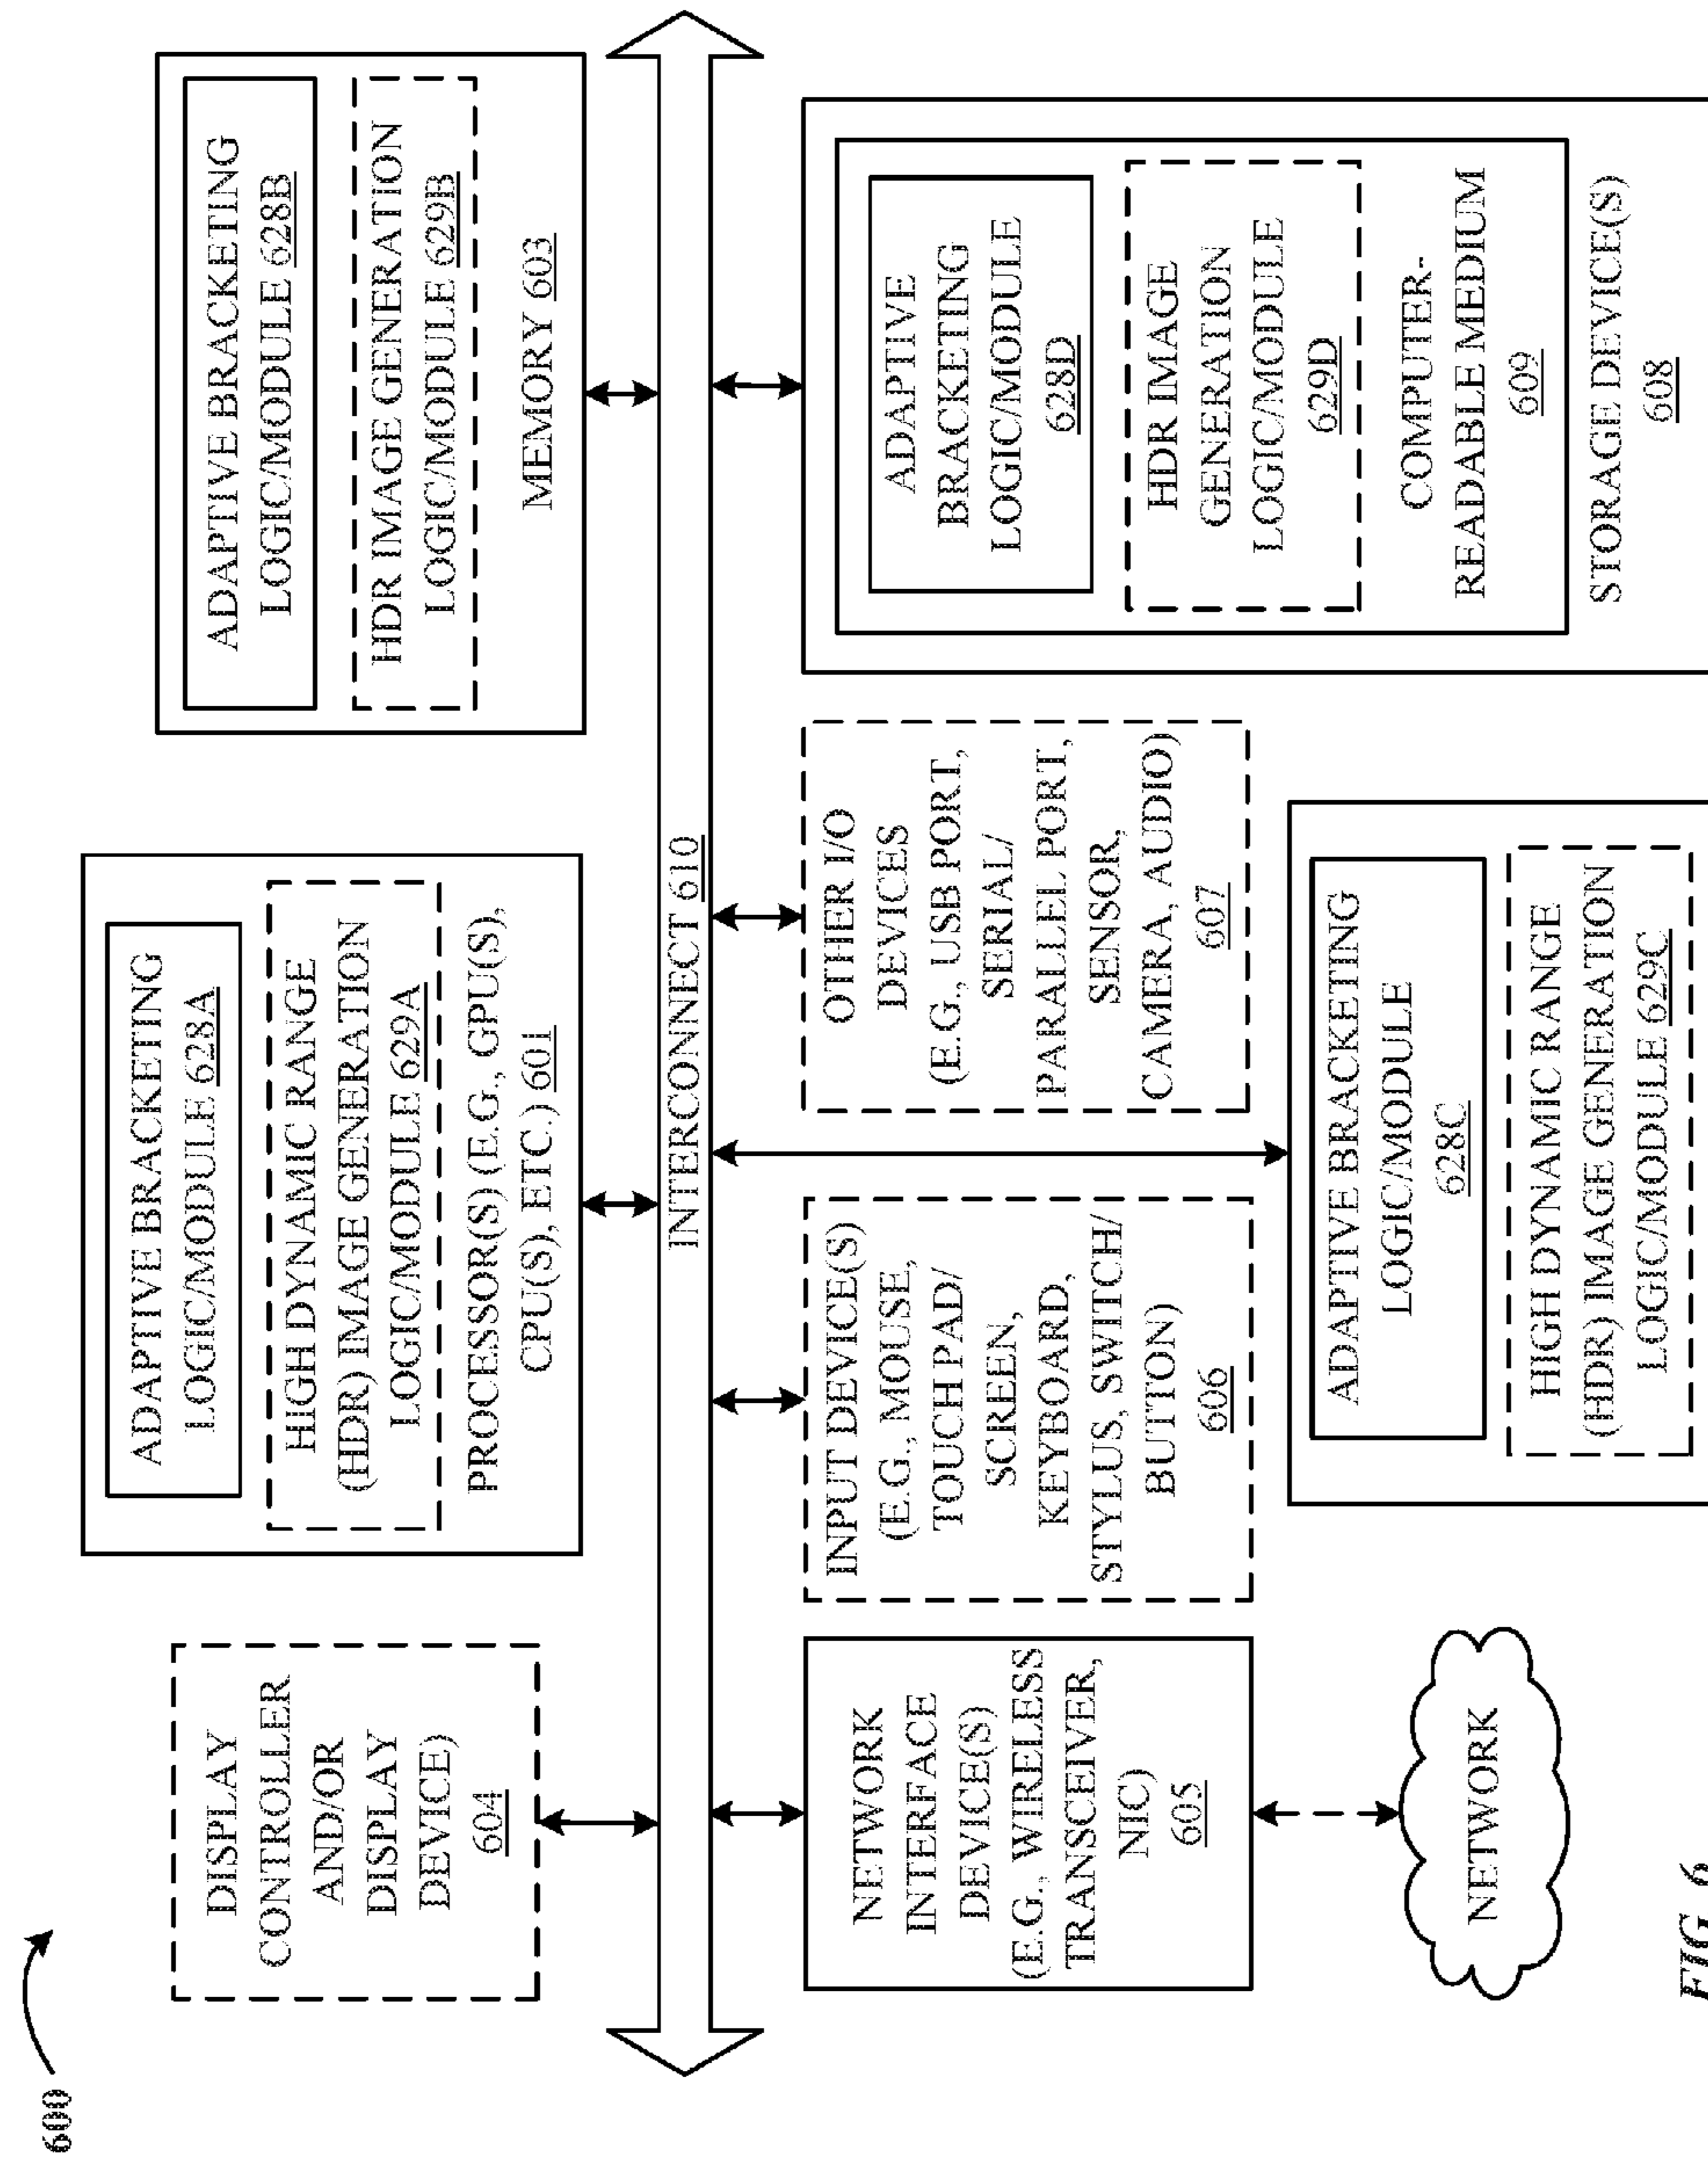 600
DISPLAY
CONTROLLER
AND/OR
DISPLAY
DEVICE)
604
ADAPTIVE BRACKETING
LOGIC/MODULE 628A
HIGH DYNAMIC RANGE
(HDR) IMAGE GENERATION
LOGIC/MODULE 629A
PROCESSOR(S) (E.G., GPU(S),
CPU(S), ETC.) 601
ADAPTIVE BRACKETING
LOGIC/MODULE 628B
HDR IMAGE GENERATION
LOGIC/MODULE 629B
MEMORY 603
INTERCONNECT 610
NETWORK
INTERFACE
DEVICE(S)
(E.G., WIRELESS
TRANSCEIVER,
NIC)
605
INPUT DEVICE(S)
(E.G., MOUSE,
TOUCH PAD/
SCREEN,
KEYBOARD,
STYLUS, SWITCH/
BUTTON)
606
OTHER I/O
DEVICES
(E.G., USB PORT,
SERIAL/
PARALLEL PORT,
SENSOR,
CAMERA, AUDIO)
607
ADAPTIVE
BRACKETING
LOGIC/MODULE
628D
HDR IMAGE
GENERATION
LOGIC/MODULE
629D
COMPUTER-
READABLE MEDIUM
609
STORAGE DEVICE(S)
608
NETWORK
ADAPTIVE BRACKETING
LOGIC/MODULE
628C
HIGH DYNAMIC RANGE
(HDR) IMAGE GENERATION
LOGIC/MODULE 629C
FIG. 6